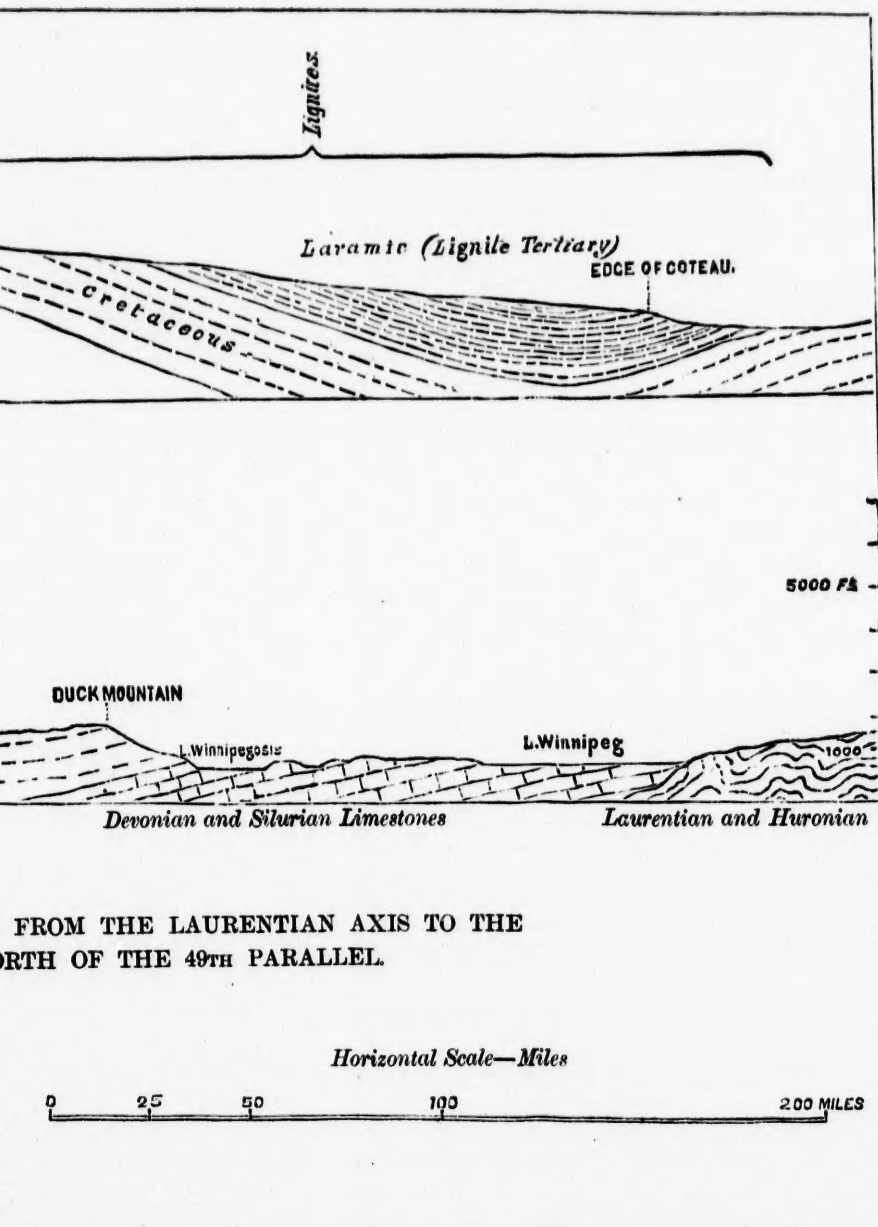 Lignites.
Laramie (Lignite Tertiary)
EDGE OF COTEAU.
Cretaceous
5000 Ft
DUCK MOUNTAIN
L.Winnipegosis
L.Winnipeg
1000
Devonian and Silurian Limestones
Laurentian and Huronian
FROM THE LAURENTIAN AXIS TO THE
ORTH OF THE 49TH PARALLEL.
Horizontal Scale—Miles
0 25 50 100 200 MILES